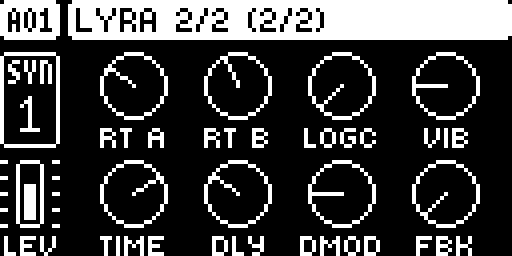 A01 LYRA 2/2 (2/2)
SYN
1
RT A RT B LOGC VIB
LEV TIME DLY DMOD FBK